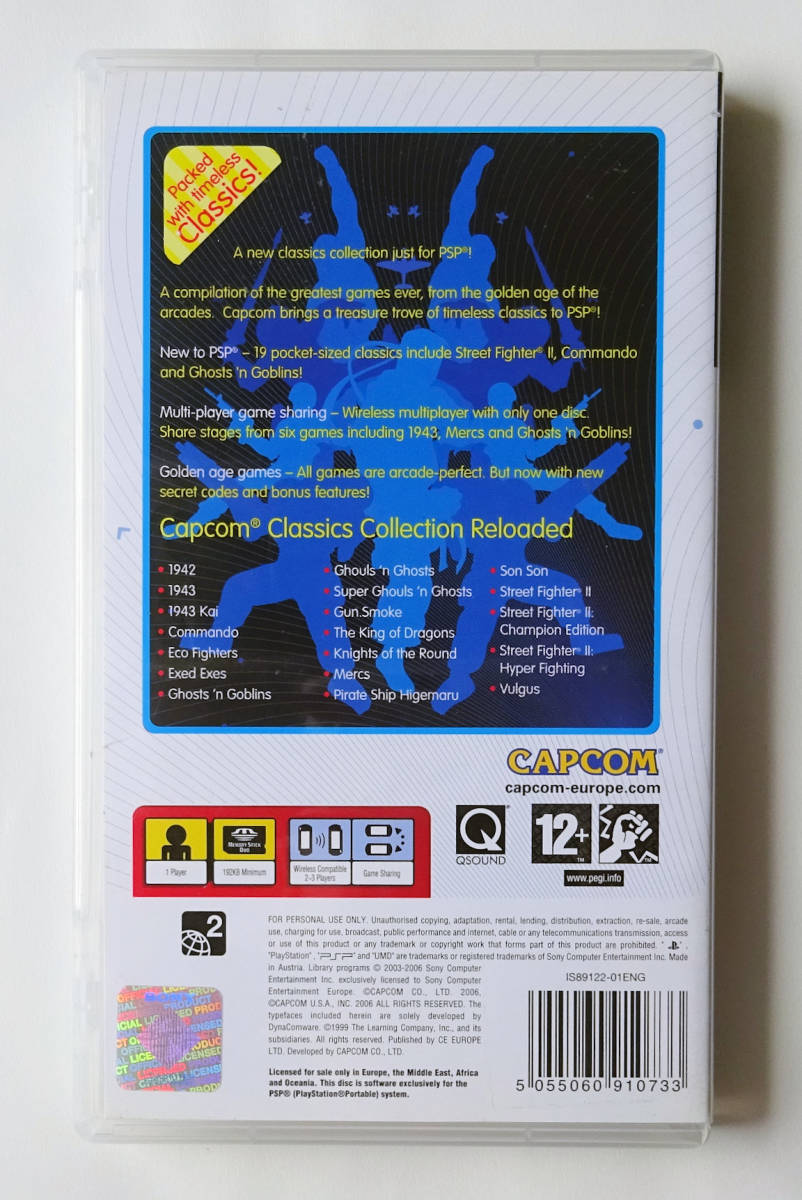 Packed
with timeless
Classics!
A new classics collection just for PSP®!
A compilation of the greatest games ever, from the golden age of the
arcades. Capcom brings a treasure trove of timeless classics to PSP®!
New to PSP® – 19 pocket-sized classics include Street Fighter® II, Commando
and Ghosts 'n Goblins!
Multi-player game sharing – Wireless multiplayer with only one disc.
Share stages from six games including 1943, Mercs and Ghosts 'n Goblins!
Golden age games – All games are arcade-perfect. But now with new
secret codes and bonus features!
Capcom® Classics Collection Reloaded
• 1942
• 1943
• 1943 Kai
• Commando
• Eco Fighters
• Exed Exes
• Ghosts 'n Goblins
• Ghouls 'n Ghosts
• Super Ghouls 'n Ghosts
• Gun.Smoke
• The King of Dragons
• Knights of the Round
• Mercs
• Pirate Ship Higemaru
• Son Son
• Street Fighter® II
• Street Fighter® II:
Champion Edition
• Street Fighter® II:
Hyper Fighting
• Vulgus
CAPCOM®
capcom-europe.com
MEMORY STICK
DUO
1 Player
192KB Minimum
Wireless Compatible
2-3 Players
Game Sharing
Q®
QSOUND
12+
TM
TM
www.pegi.info
2
FOR PERSONAL USE ONLY. Unauthorised copying, adaptation, rental, lending, distribution, extraction, re-sale, arcade
use, charging for use, broadcast, public performance and internet, cable or any telecommunications transmission, access
or use of this product or any trademark or copyright work that forms part of this product are prohibited. " ",
"PlayStation", "PSP" and "UMD" are trademarks or registered trademarks of Sony Computer Entertainment Inc. Made
in Austria. Library programs © 2003-2006 Sony Computer
Entertainment Inc. exclusively licensed to Sony Computer
Entertainment Europe. ©CAPCOM CO., LTD. 2006,
©CAPCOM U.S.A., INC. 2006 ALL RIGHTS RESERVED. The
typefaces included herein are solely developed by
DynaComware. ©1999 The Learning Company, Inc., and its
subsidiaries. All rights reserved. Published by CE EUROPE
LTD. Developed by CAPCOM CO., LTD.
Licensed for sale only in Europe, the Middle East, Africa
and Oceania. This disc is software exclusively for the
PSP® (PlayStation®Portable) system.
IS89122-01ENG
5 055060 910733